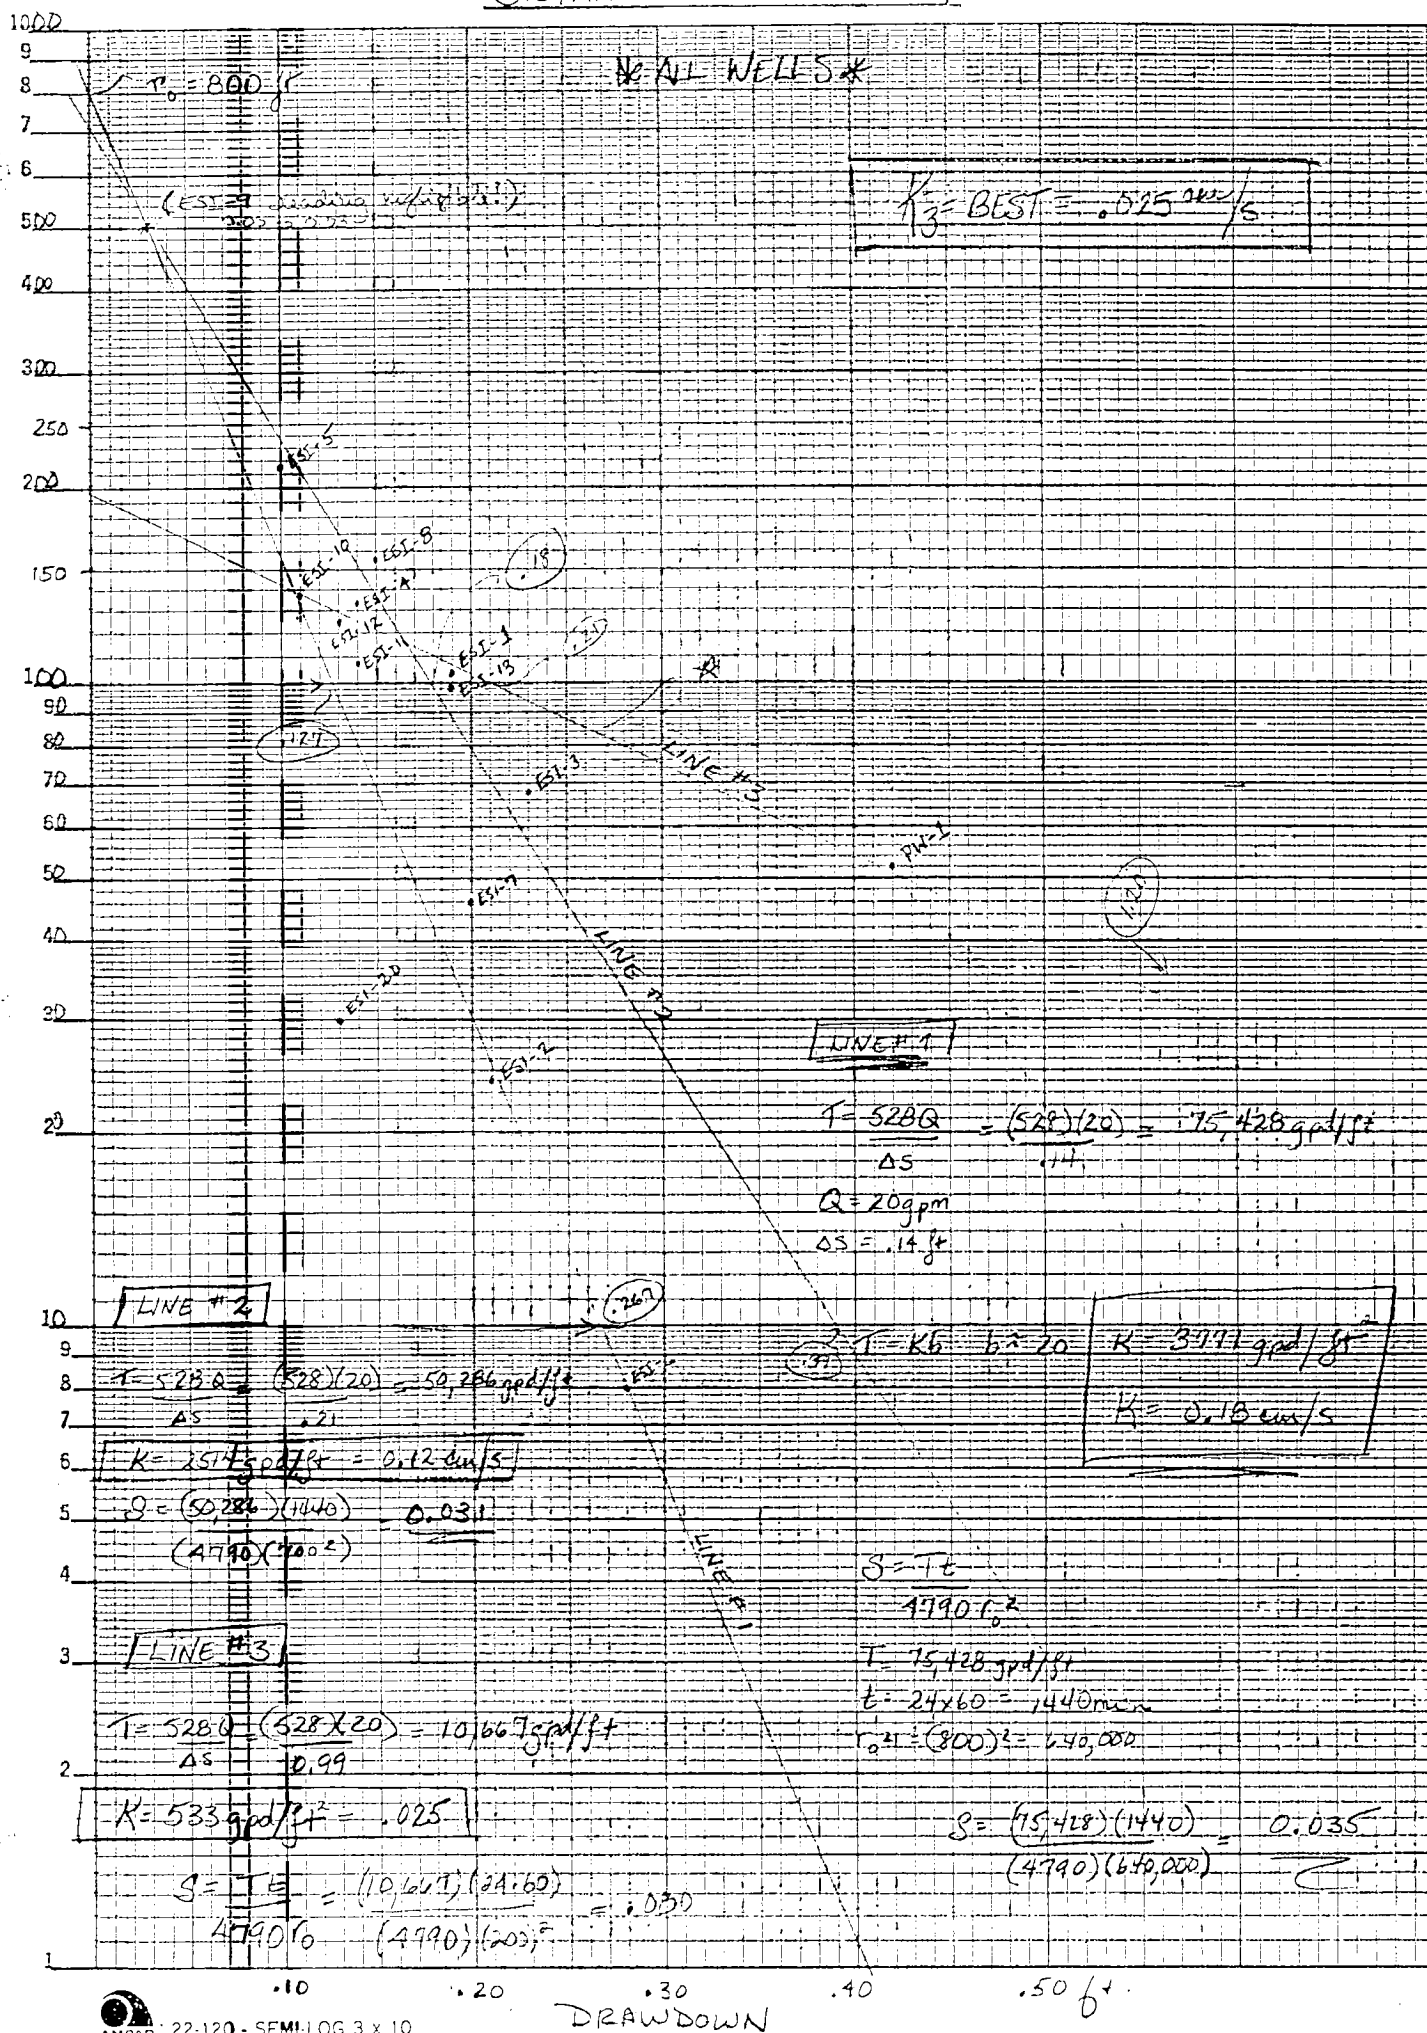 1000
9
8
7
6
500
400
300
250
200
150
100
90
80
70
60
50
40
30
20
10
9
8
7
6
5
4
3
2
1
* ALL WELLS *
r₀ = 800 ft
K₃ = BEST = .025 cm/s
(ESI-9 reading negligible!!)
ESI-5
ESI-10
ESI-8
ESI-4
ESI-12
ESI-11
ESI-1
ESI-13
.18
.21
.127
LINE #3
ESI-3
PW-1
ESI-7
1.20
LINE #2
ESI-20
ESI-2
LINE #1
T = 528Q = (528)(20) = 75,428 gpd/ft
ΔS .14
Q = 20gpm
ΔS = .14 ft
.267
.39
T = Kb b ≈ 20
K = 3771 gpd/ft²
K = 0.18 cm/s
LINE #2
T = 528Q = (528)(20) = 50,286 gpd/ft
ΔS .21
K = 2514 gpd/ft = 0.12 cm/s
S = (50,286)(1440) = 0.031
(4790)(700²)
LINE #1
S = Tt
4790 r₀²
T = 75,428 gpd/ft
t = 24x60 = 1440min
r₀² = (800)² = 640,000
S = (75,428)(1440) = 0.035
(4790)(640,000)
LINE #3
T = 528Q = (528)(20) = 10,667 gpd/ft
ΔS 0.99
K = 533 gpd/ft² = .025
S = Tt = (10,667)(24·60) = .030
4790 r₀ (4790)(200)²
.10 .20 .30 .40 .50 ft.
DRAWDOWN
22-120 - SEMI-LOG 3 x 10